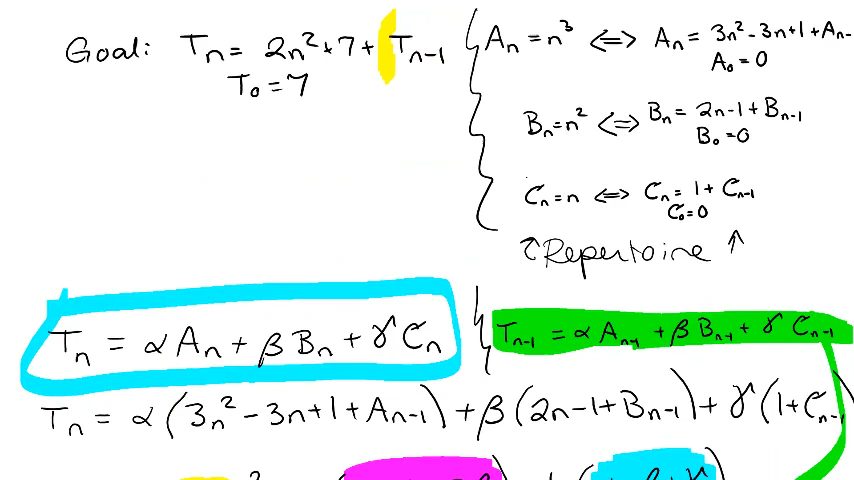 Goal: Tₙ = 2n² + 7 + Tₙ₋₁
T₀ = 7
Aₙ = n³ ⟺ Aₙ = 3n² - 3n + 1 + Aₙ₋
A₀ = 0
Bₙ = n² ⟺ Bₙ = 2n - 1 + Bₙ₋₁
B₀ = 0
Cₙ = n ⟺ Cₙ = 1 + Cₙ₋₁
C₀ = 0
↑ Repertoire ↑
Tₙ = α Aₙ + β Bₙ + γ Cₙ
Tₙ₋₁ = α Aₙ₋₁ + β Bₙ₋₁ + γ Cₙ₋₁
Tₙ = α (3n² - 3n + 1 + Aₙ₋₁) + β (2n - 1 + Bₙ₋₁) + γ (1 + Cₙ₋₁)